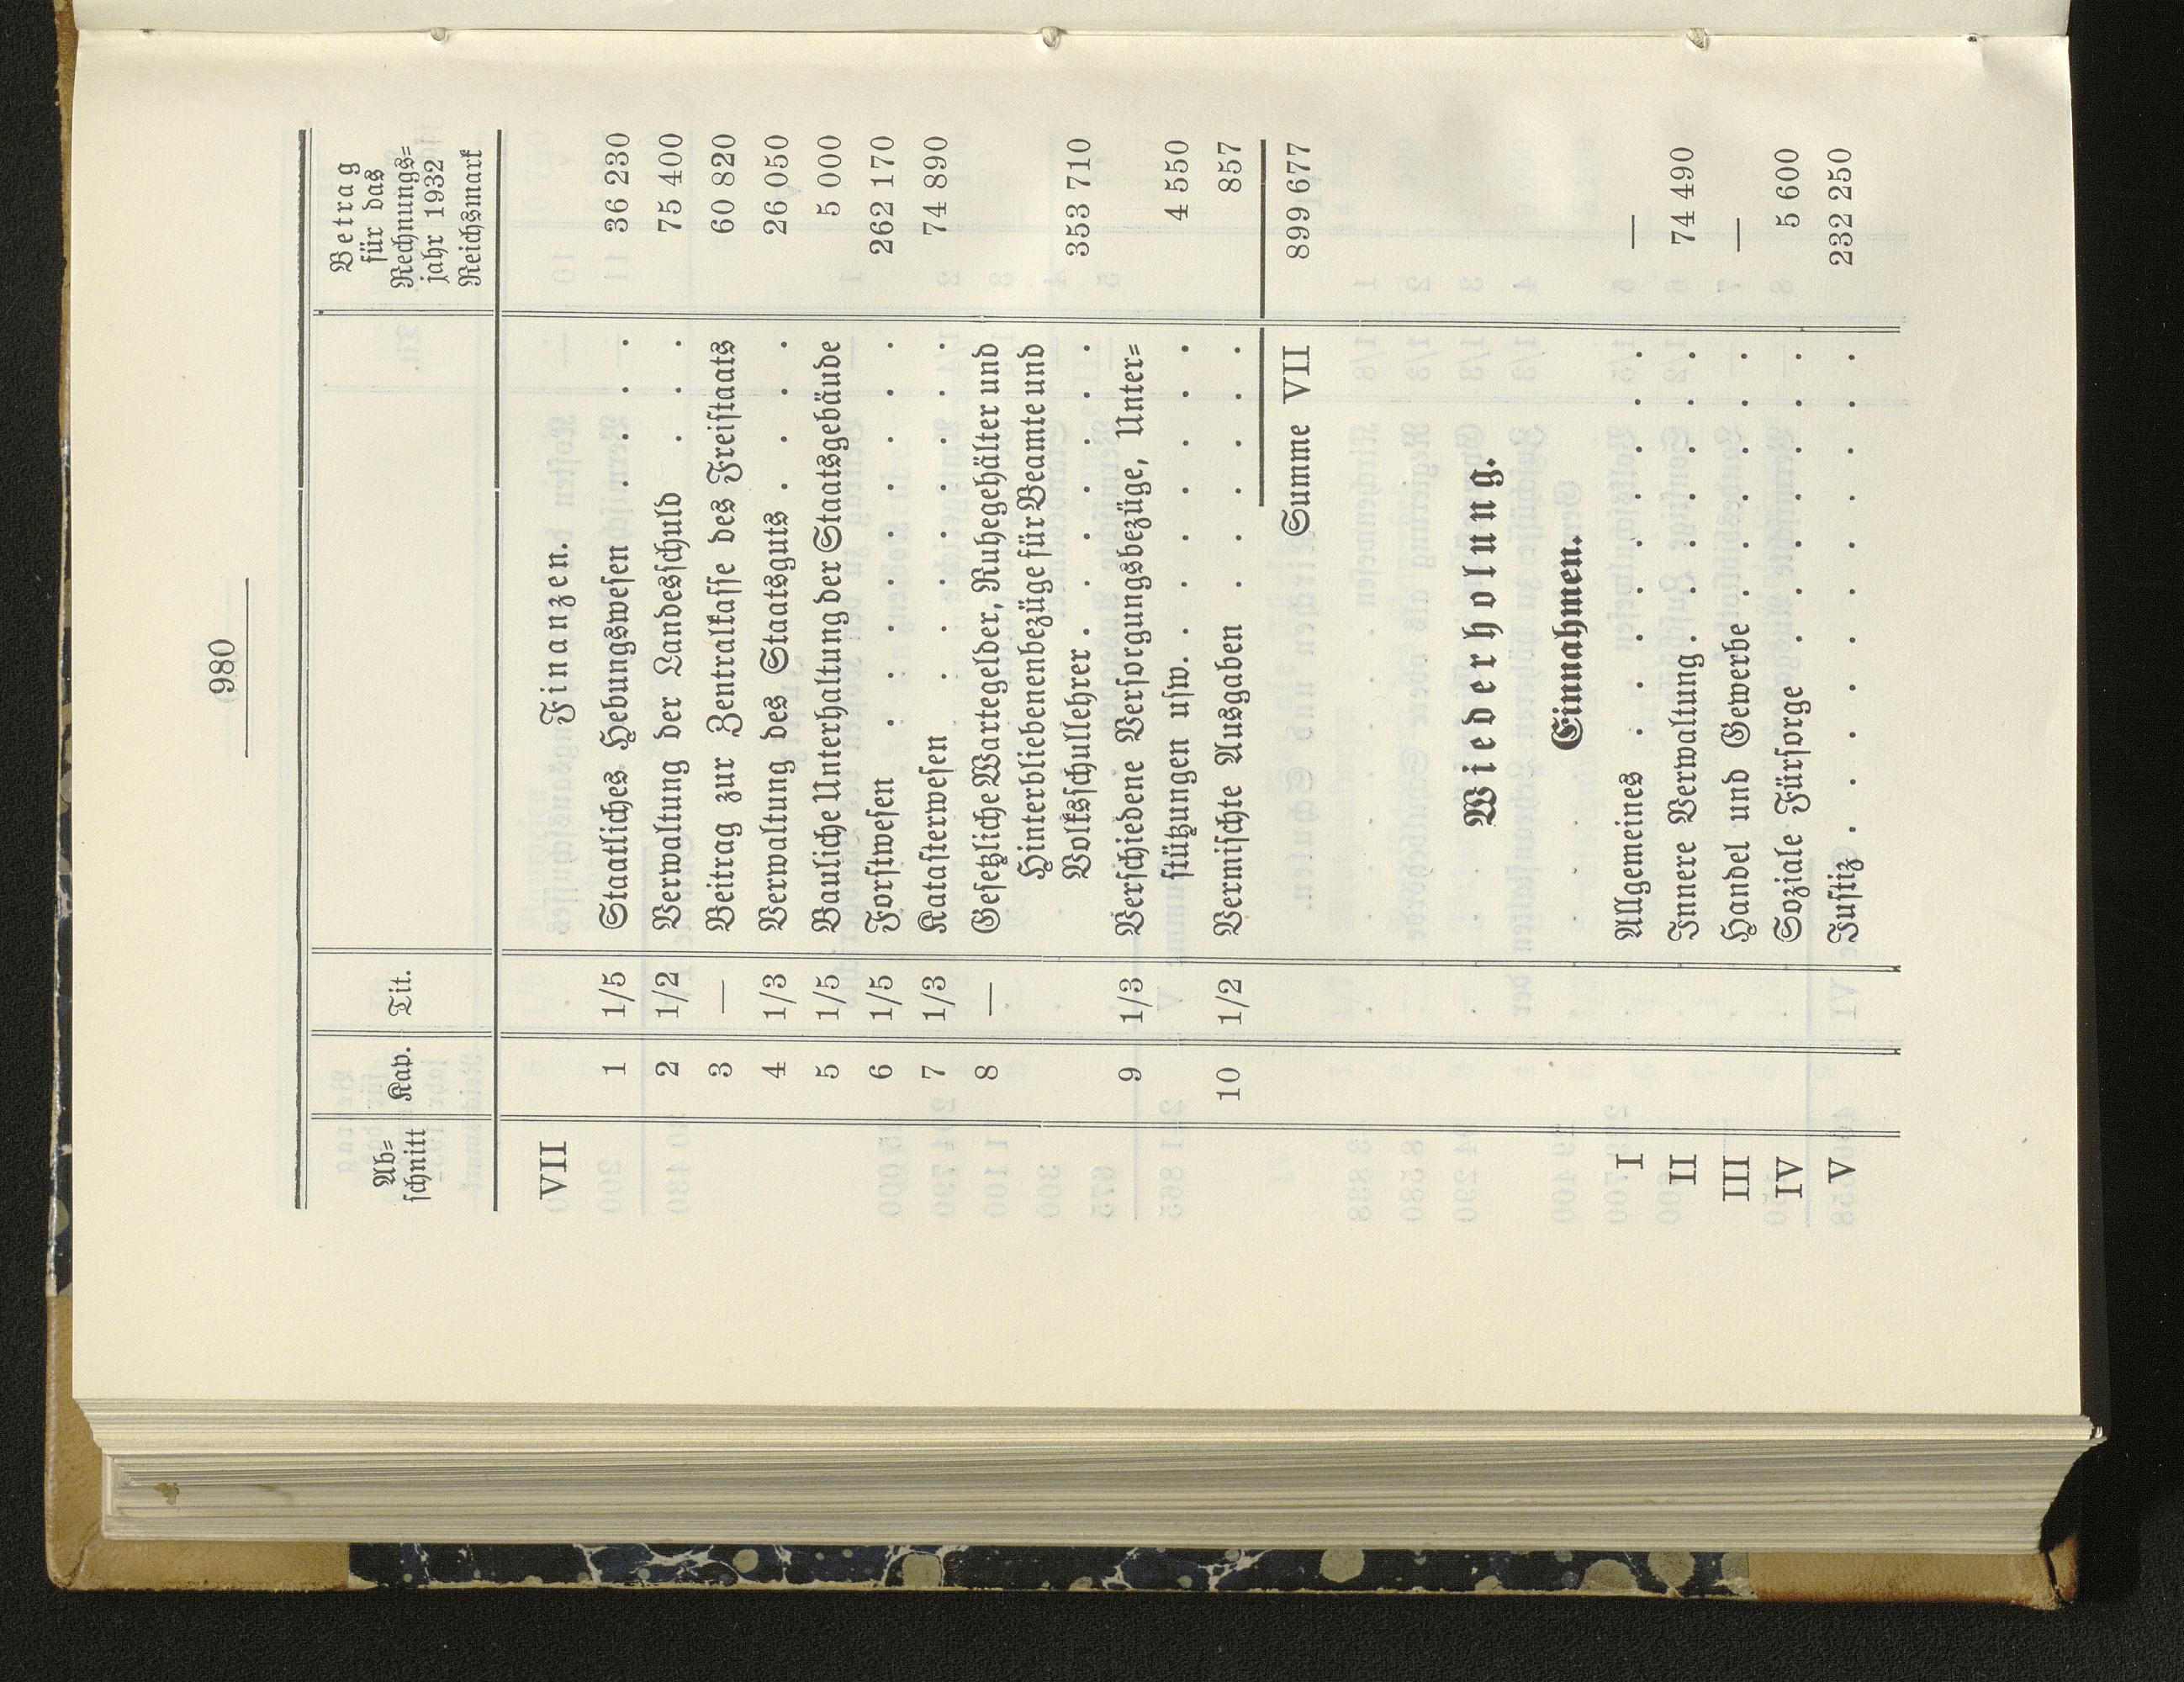 980
Ab=
schnitt
Kap.
Tit.
Betrag
für das
Rechnungs=
jahr 1932
Reichsmark
VII Finanzen.
1 1/5 Staatliches Hebungswesen . . . . 36 230
2 1/2 Verwaltung der Landesschuld . . . 75 400
3 — Beitrag zur Zentralkasse des Freistaats 60 820
4 1/3 Verwaltung des Staatsguts . . . . 26 050
5 1/5 Bauliche Unterhaltung der Staatsgebäude 5 000
6 1/5 Forstwesen . . . . . . . . . 262 170
7 1/3 Katasterwesen . . . . . . . . 74 890
8 — Gesetzliche Wartegelder, Ruhegehälter und
Hinterbliebenenbezüge für Beamte und
Volksschullehrer . . . . . . . 353 710
9 1/3 Verschiedene Versorgungsbezüge, Unter=
stützungen usw. . . . . . . . 4 550
10 1/2 Vermischte Ausgaben . . . . . . 857
Summe VII 899 677
Wiederholung.
Einnahmen.
I Allgemeines . . . . . . . . . —
II Innere Verwaltung . . . . . . . 74 490
III Handel und Gewerbe . . . . . . —
IV Soziale Fürsorge . . . . . . . 5 600
V Justiz . . . . . . . . . . . 232 250